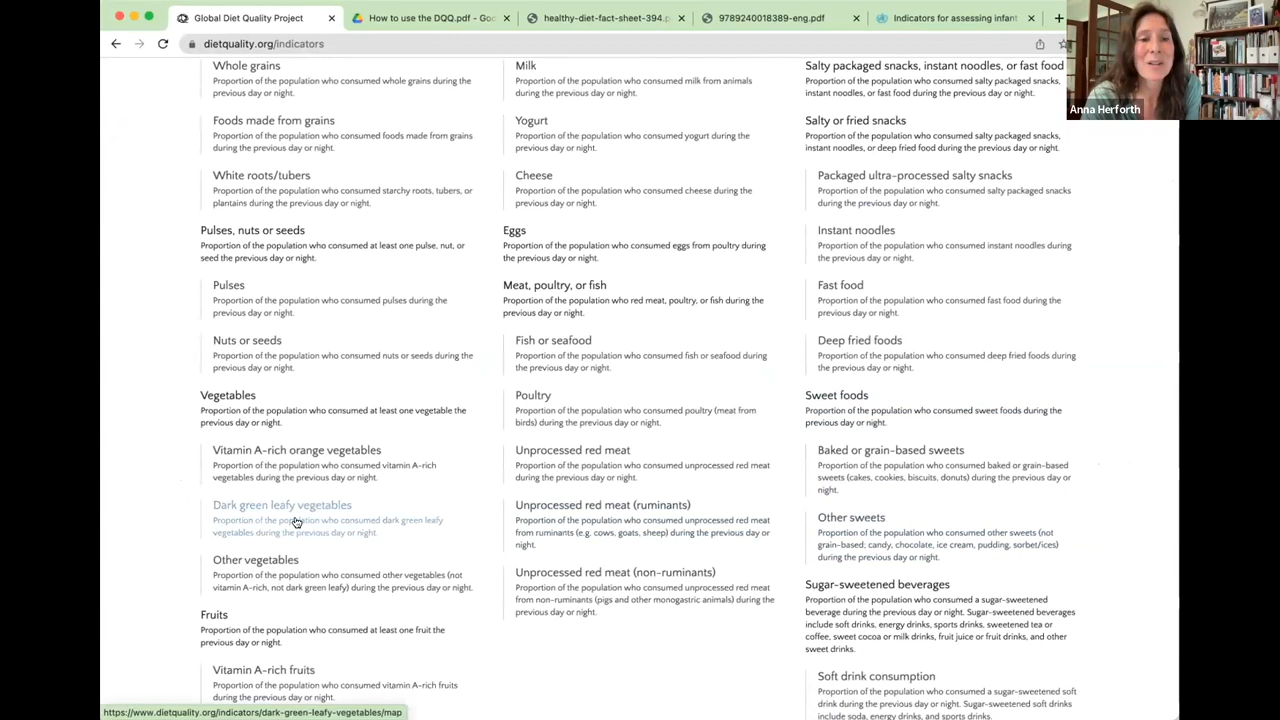 Global Diet Quality Project
How to use the DQQ.pdf - Goo
healthy-diet-fact-sheet-394.p
9789240018389-eng.pdf
Indicators for assessing infant
dietquality.org/indicators
Anna Herforth
Whole grains
Proportion of the population who consumed whole grains during the
previous day or night.
Foods made from grains
Proportion of the population who consumed foods made from grains
during the previous day or night.
White roots/tubers
Proportion of the population who consumed starchy roots, tubers, or
plantains during the previous day or night.
Pulses, nuts or seeds
Proportion of the population who consumed at least one pulse, nut, or
seed the previous day or night.
Pulses
Proportion of the population who consumed pulses during the
previous day or night.
Nuts or seeds
Proportion of the population who consumed nuts or seeds during the
previous day or night.
Vegetables
Proportion of the population who consumed at least one vegetable the
previous day or night.
Vitamin A-rich orange vegetables
Proportion of the population who consumed vitamin A-rich
vegetables during the previous day or night.
Dark green leafy vegetables
Proportion of the population who consumed dark green leafy
vegetables during the previous day or night.
Other vegetables
Proportion of the population who consumed other vegetables (not
vitamin A-rich, not dark green leafy) during the previous day or night.
Fruits
Proportion of the population who consumed at least one fruit the
previous day or night.
Vitamin A-rich fruits
Proportion of the population who consumed vitamin A-rich fruits
during the previous day or night.
Milk
Proportion of the population who consumed milk from animals
during the previous day or night.
Yogurt
Proportion of the population who consumed yogurt during the
previous day or night.
Cheese
Proportion of the population who consumed cheese during the
previous day or night.
Eggs
Proportion of the population who consumed eggs from poultry during
the previous day or night.
Meat, poultry, or fish
Proportion of the population who red meat, poultry, or fish during the
previous day or night.
Fish or seafood
Proportion of the population who consumed fish or seafood during
the previous day or night.
Poultry
Proportion of the population who consumed poultry (meat from
birds) during the previous day or night.
Unprocessed red meat
Proportion of the population who consumed unprocessed red meat
during the previous day or night.
Unprocessed red meat (ruminants)
Proportion of the population who consumed unprocessed red meat
from ruminants (e.g. cows, goats, sheep) during the previous day or
night.
Unprocessed red meat (non-ruminants)
Proportion of the population who consumed unprocessed red meat
from non-ruminants (pigs and other monogastric animals) during the
previous day or night.
Salty packaged snacks, instant noodles, or fast food
Proportion of the population who consumed salty packaged snacks,
instant noodles, or fast food during the previous day or night.
Salty or fried snacks
Proportion of the population who consumed salty packaged snacks,
instant noodles, or deep fried food during the previous day or night.
Packaged ultra-processed salty snacks
Proportion of the population who consumed salty packaged snacks
during the previous day or night.
Instant noodles
Proportion of the population who consumed instant noodles during
the previous day or night.
Fast food
Proportion of the population who consumed fast food during the
previous day or night.
Deep fried foods
Proportion of the population who consumed deep fried foods during
the previous day or night.
Sweet foods
Proportion of the population who consumed sweet foods during the
previous day or night.
Baked or grain-based sweets
Proportion of the population who consumed baked or grain-based
sweets (cakes, cookies, biscuits, donuts) during the previous day or
night.
Other sweets
Proportion of the population who consumed other sweets (not
grain-based; candy, chocolate, ice cream, pudding, sorbet/ices)
during the previous day or night.
Sugar-sweetened beverages
Proportion of the population who consumed a sugar-sweetened
beverage during the previous day or night. Sugar-sweetened beverages
include soft drinks, energy drinks, sports drinks, sweetened tea or
coffee, sweet cocoa or milk drinks, fruit juice or fruit drinks, and other
sweet drinks.
Soft drink consumption
Proportion of the population who consumed a sugar-sweetened soft
drink during the previous day or night. Sugar-sweetened soft drinks
include soda, energy drinks, and sports drinks.
https://www.dietquality.org/indicators/dark-green-leafy-vegetables/map